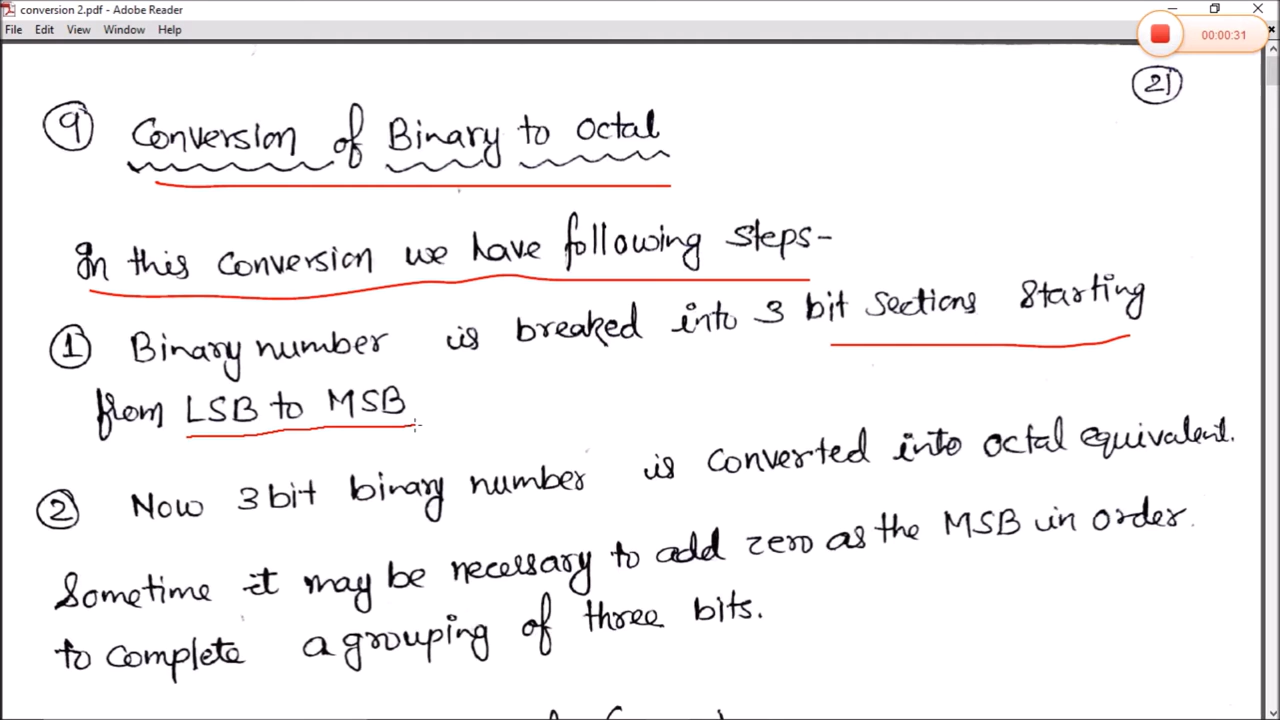 conversion 2.pdf - Adobe Reader
File Edit View Window Help
00:00:31
21
9 Conversion of Binary to Octal
In this conversion we have following steps-
1 Binary number is breaked into 3 bit sections starting
from LSB to MSB
2 Now 3 bit binary number is converted into octal equivalent.
Sometime it may be necessary to add zero as the MSB in order
to complete a grouping of three bits.